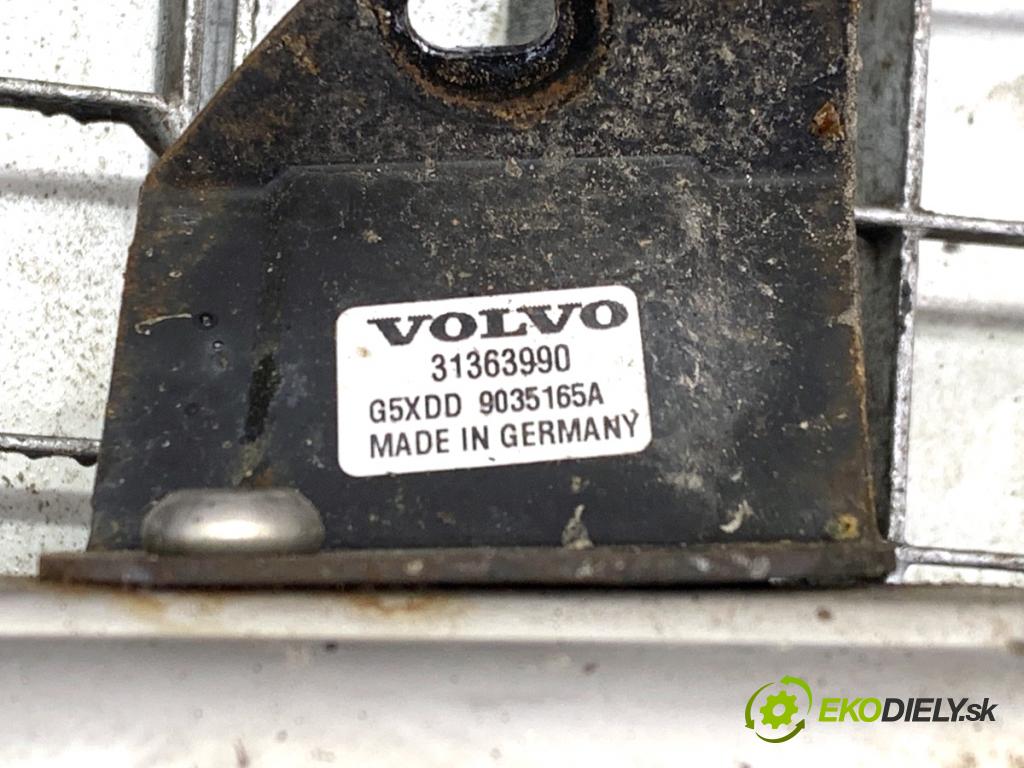 VOLVO
31363990
G5XDD 9035165A
MADE IN GERMANY
EKODIELY.sk